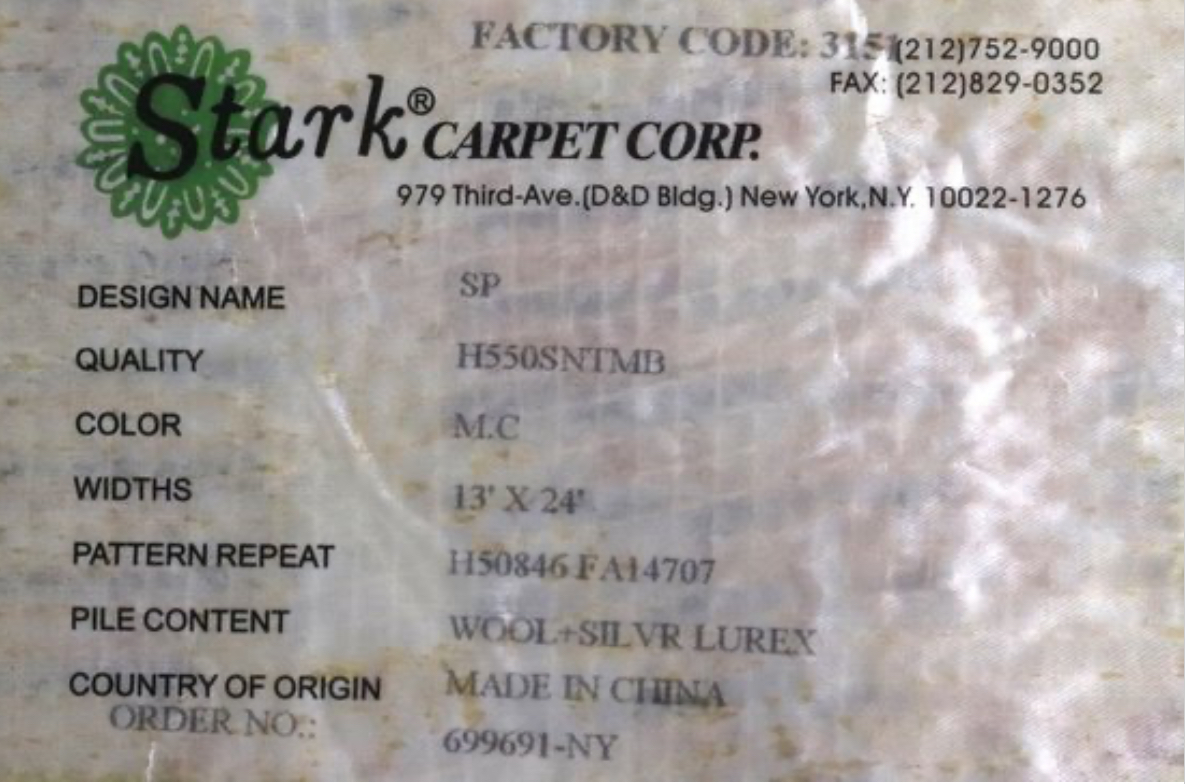 FACTORY CODE: 315
(212)752-9000
FAX: (212)829-0352
Stark® CARPET CORP.
979 Third-Ave.(D&D Bldg.) New York,N.Y. 10022-1276
DESIGN NAME SP
QUALITY H550SNTMB
COLOR M.C
WIDTHS 13' X 24'
PATTERN REPEAT H50846 FA14707
PILE CONTENT WOOL+SILVR LUREX
COUNTRY OF ORIGIN MADE IN CHINA
ORDER NO.: 699691-NY